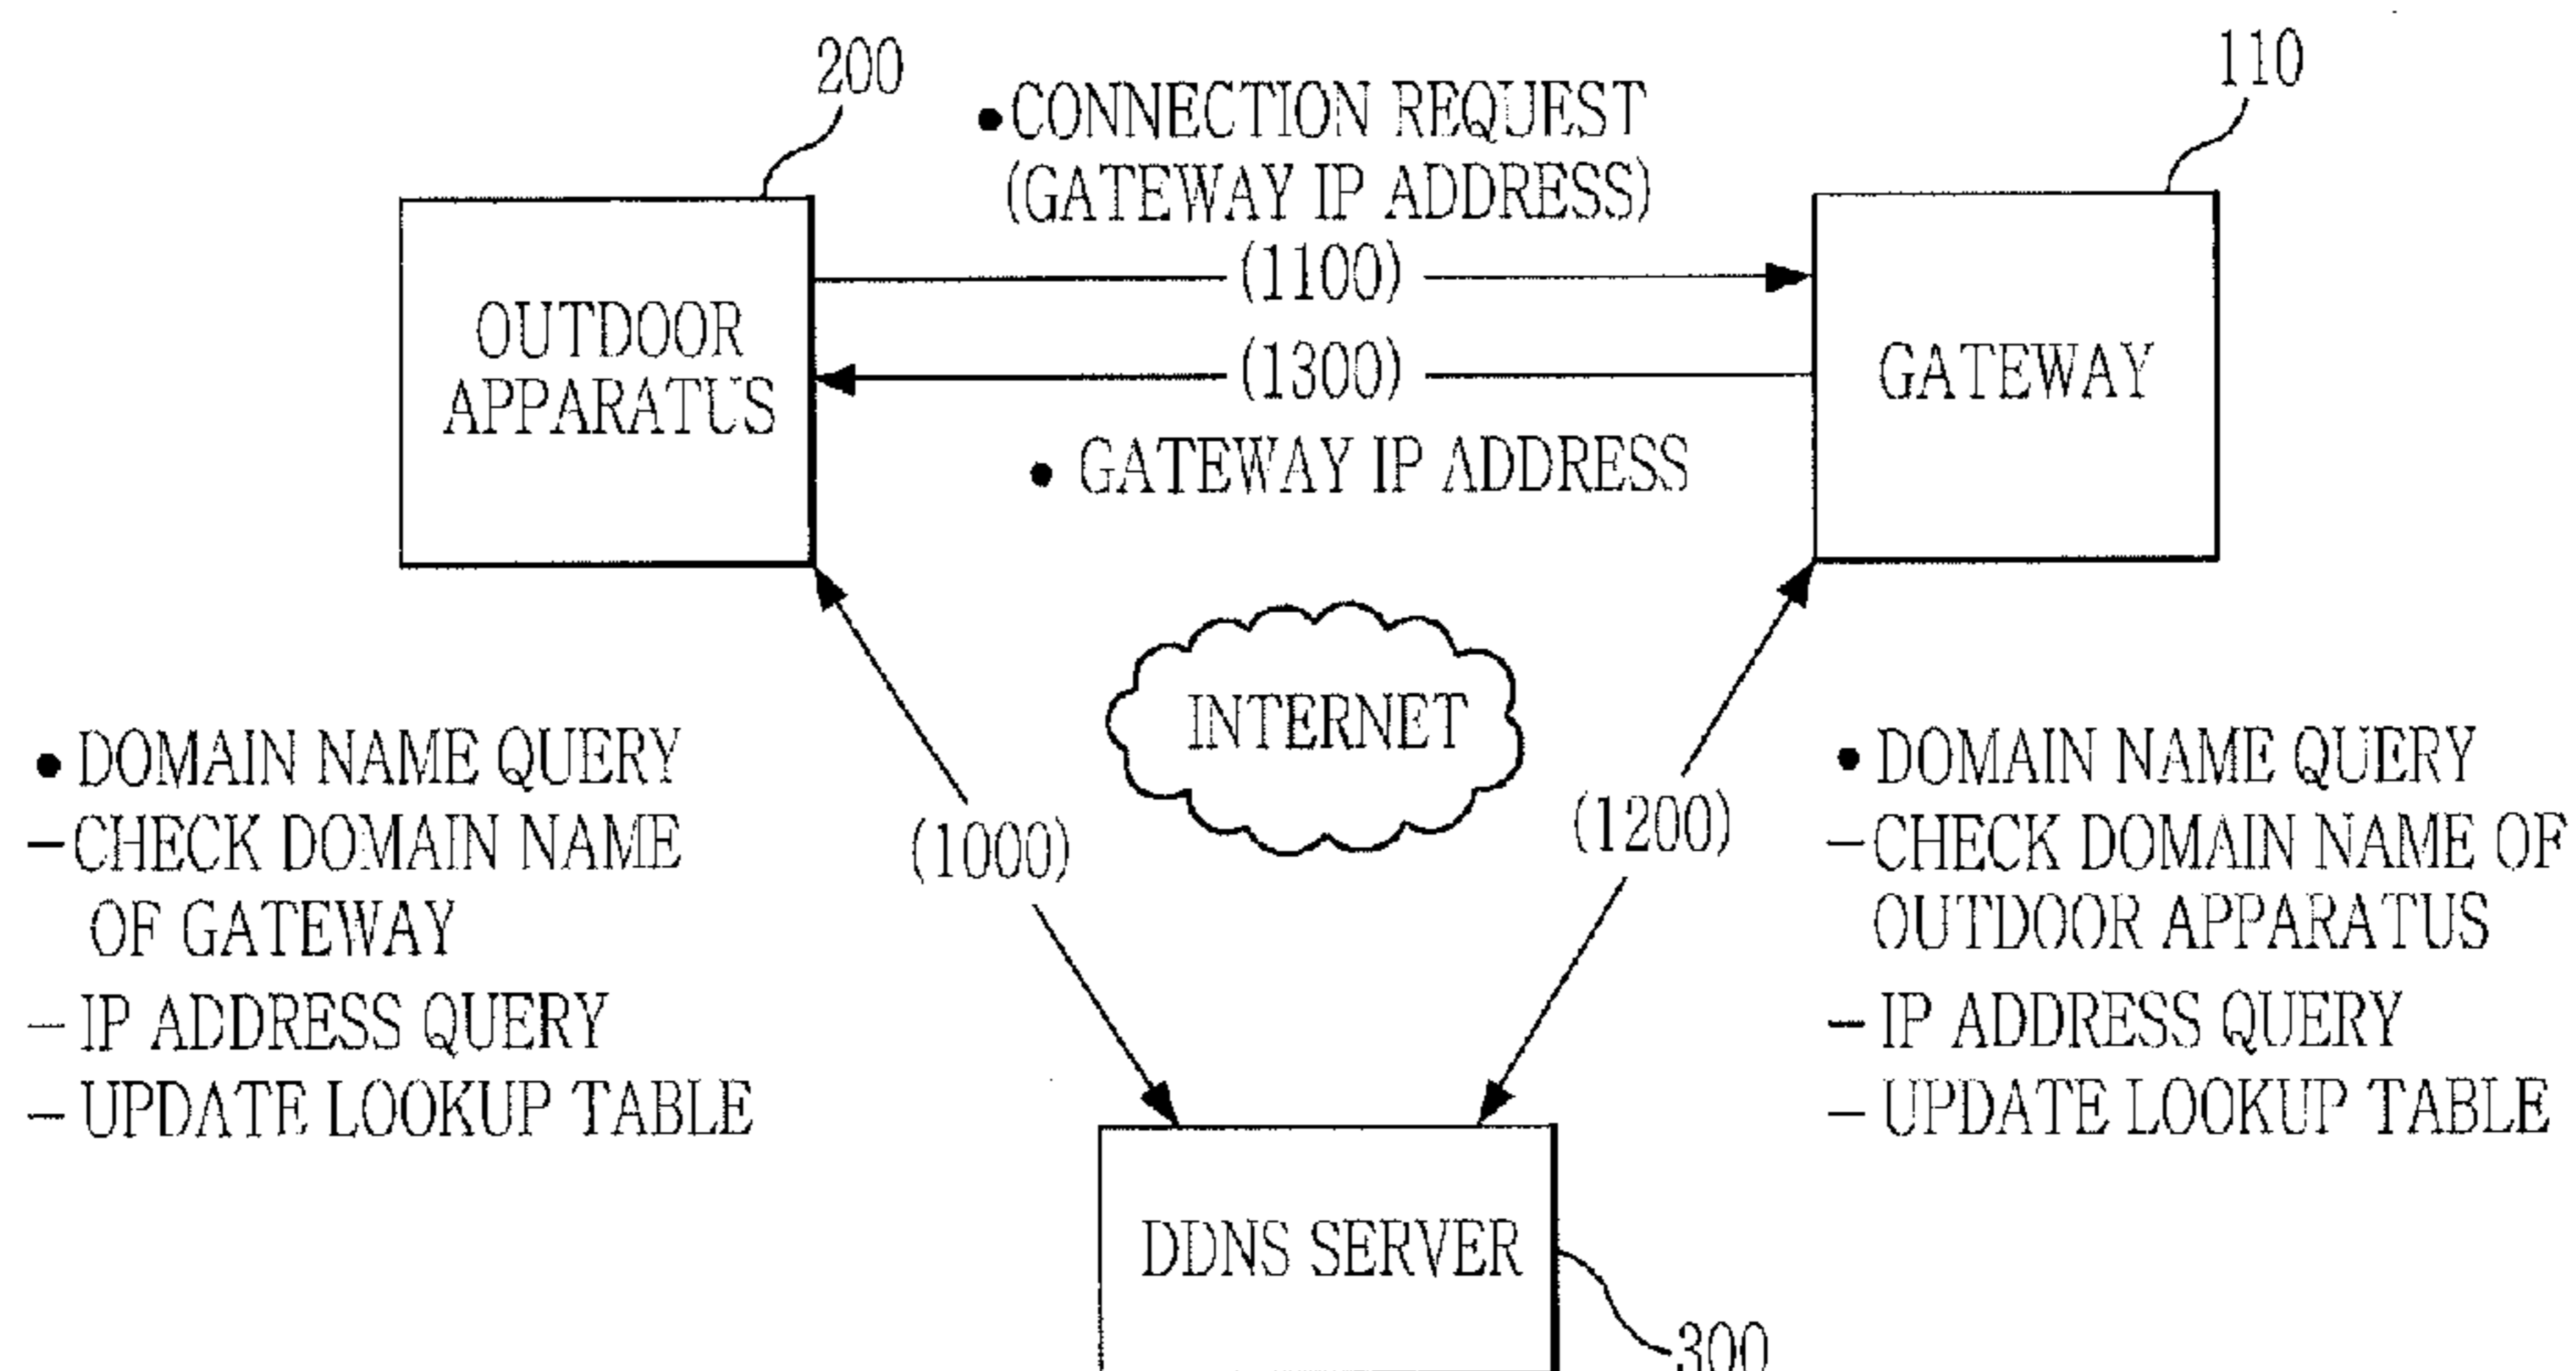 200
110
• CONNECTION REQUEST
(GATEWAY IP ADDRESS)
(1100)
OUTDOOR
APPARATUS
(1300)
GATEWAY
• GATEWAY IP ADDRESS
INTERNET
• DOMAIN NAME QUERY
– CHECK DOMAIN NAME
OF GATEWAY
– IP ADDRESS QUERY
– UPDATE LOOKUP TABLE
(1000)
(1200)
• DOMAIN NAME QUERY
– CHECK DOMAIN NAME OF
OUTDOOR APPARATUS
– IP ADDRESS QUERY
– UPDATE LOOKUP TABLE
DDNS SERVER
300